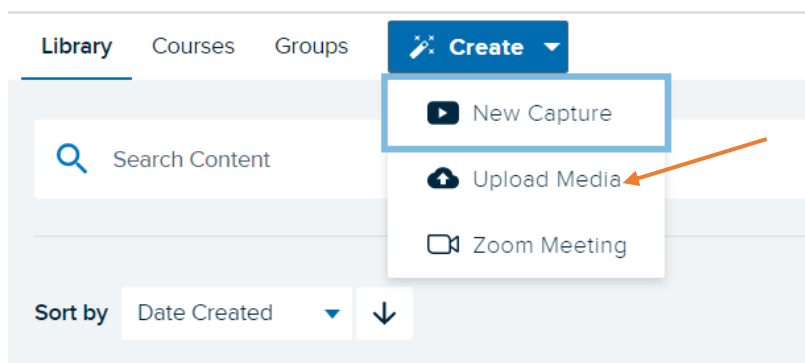 Library Courses Groups Create
New Capture
Search Content
Upload Media
Zoom Meeting
Sort by Date Created